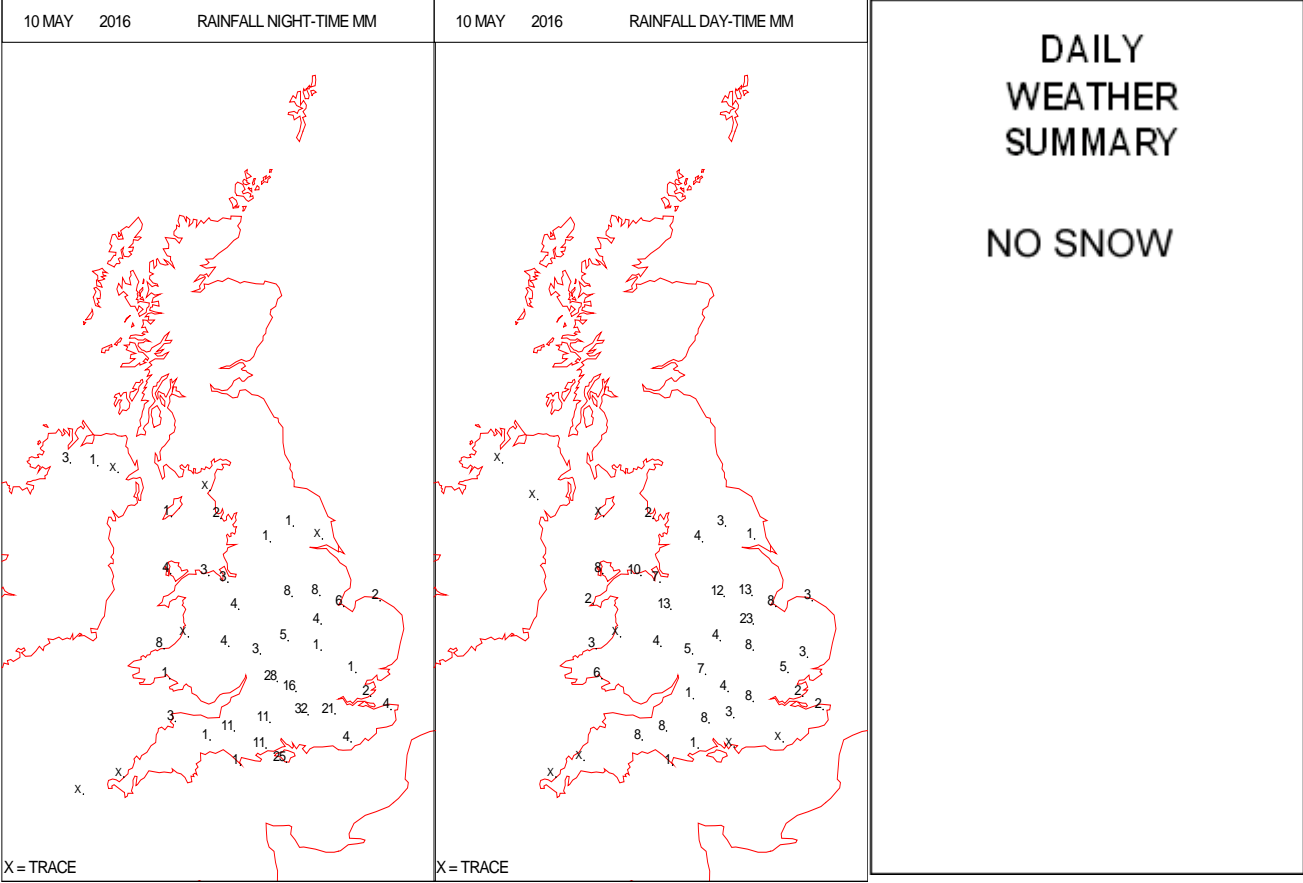 10 MAY 2016 RAINFALL NIGHT-TIME MM
3. 1. X.
X.
1. 2.
1. X.
1.
4 3. 3.
8. 8. 6. 2.
4. 4.
X. 5.
8 4. 3. 1.
1 28. 1.
16. 2.
3. 11. 11. 32. 21. 4.
1. 11. 4.
1. 25.
X.
X.
X = TRACE
10 MAY 2016 RAINFALL DAY-TIME MM
X.
X.
X. 2.
3.
4. 1.
8 10. 7.
12. 13.
2. 13. 8. 3.
23.
X. 4.
3 4. 5. 8. 3.
6 7. 5.
1. 4. 8. 2.
3. 2.
8. 8.
8. 1. X. X.
X. 1.
X.
X = TRACE
DAILY
WEATHER
SUMMARY
NO SNOW